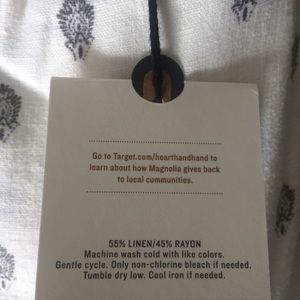 Go to Target.com/hearthandhand to
learn about how Magnolia gives back
to local communities.
55% LINEN/45% RAYON
Machine wash cold with like colors.
Gentle cycle. Only non-chlorine bleach if needed.
Tumble dry low. Cool iron if needed.